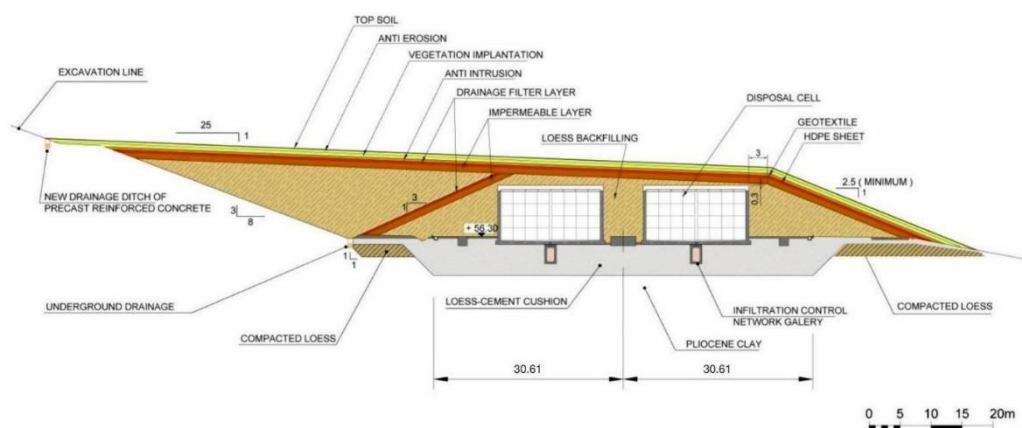 TOP SOIL
ANTI EROSION
VEGETATION IMPLANTATION
EXCAVATION LINE
ANTI INTRUSION
DRAINAGE FILTER LAYER
IMPERMEABLE LAYER
DISPOSAL CELL
GEOTEXTILE
HDPE SHEET
LOESS BACKFILLING
25
1
3
2.5 ( MINIMUM )
1
0.3
NEW DRAINAGE DITCH OF
PRECAST REINFORCED CONCRETE
3
8
3
1
+ 56.30
1
1
UNDERGROUND DRAINAGE
LOESS-CEMENT CUSHION
INFILTRATION CONTROL
NETWORK GALERY
COMPACTED LOESS
COMPACTED LOESS
PLIOCENE CLAY
30.61
30.61
0 5 10 15 20m